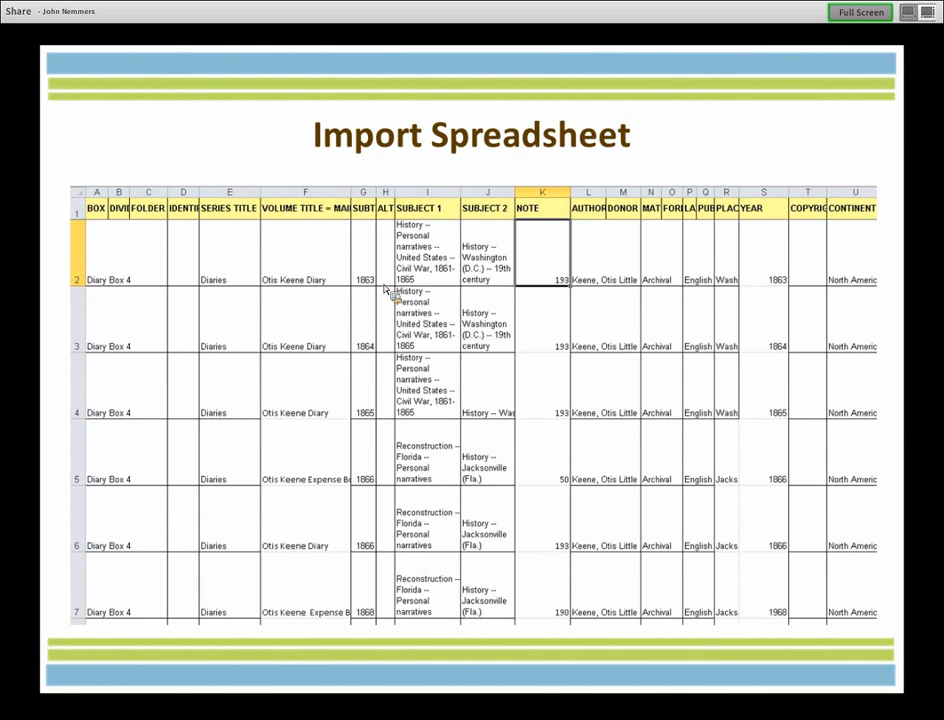 Share - John Nemmers
Full Screen
Import Spreadsheet
A B C D E F G H I J K L M N O P Q R S T U
1 BOX DIVI FOLDER IDENTI SERIES TITLE VOLUME TITLE = MAI SUBT ALT SUBJECT 1 SUBJECT 2 NOTE AUTHOR DONOR MAT FOR LA PUB PLAC YEAR COPYRIG CONTINENT
History --
Personal
narratives --
United States --
Civil War, 1861-
1865
History --
Washington
(D.C.) -- 19th
century
2 Diary Box 4 Diaries Otis Keene Diary 1863 193 Keene, Otis Little Archival English Wash 1863 North Americ
History --
Personal
narratives --
United States --
Civil War, 1861-
1865
History --
Washington
(D.C.) -- 19th
century
3 Diary Box 4 Diaries Otis Keene Diary 1864 193 Keene, Otis Little Archival English Wash 1864 North Americ
History --
Personal
narratives --
United States --
Civil War, 1861-
1865
History -- Was
4 Diary Box 4 Diaries Otis Keene Diary 1865 193 Keene, Otis Little Archival English Wash 1865 North Americ
Reconstruction --
Florida --
Personal
narratives
History --
Jacksonville
(Fla.)
5 Diary Box 4 Diaries Otis Keene Expense B 1866 50 Keene, Otis Little Archival English Jacks 1866 North Americ
Reconstruction --
Florida --
Personal
narratives
History --
Jacksonville
(Fla.)
6 Diary Box 4 Diaries Otis Keene Diary 1866 193 Keene, Otis Little Archival English Jacks 1866 North Americ
Reconstruction --
Florida --
Personal
narratives
History --
Jacksonville
(Fla.)
7 Diary Box 4 Diaries Otis Keene Expense B 1868 190 Keene, Otis Little Archival English Jacks 1968 North Americ